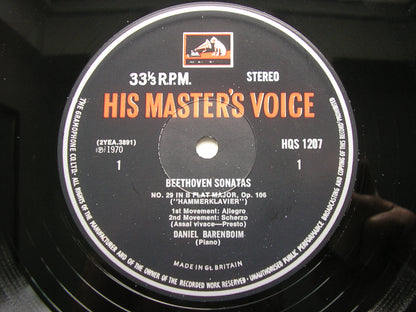 33⅓ R.P.M. STEREO
HIS MASTER'S VOICE
(2YEA.3891) HQS 1207
℗1970
1 1
BEETHOVEN SONATAS
NO. 29 IN B FLAT MAJOR, Op. 106
("HAMMERKLAVIER")
1st Movement: Allegro
2nd Movement: Scherzo
(Assai vivace—Presto)
DANIEL BARENBOIM
(Piano)
MADE IN Gt. BRITAIN
THE GRAMOPHONE CO. LTD. ALL RIGHTS OF THE MANUFACTURER AND OF THE OWNER OF THE RECORDED WORK RESERVED. UNAUTHORISED PUBLIC PERFORMANCE BROADCASTING AND COPYING OF THIS RECORD PROHIBITED